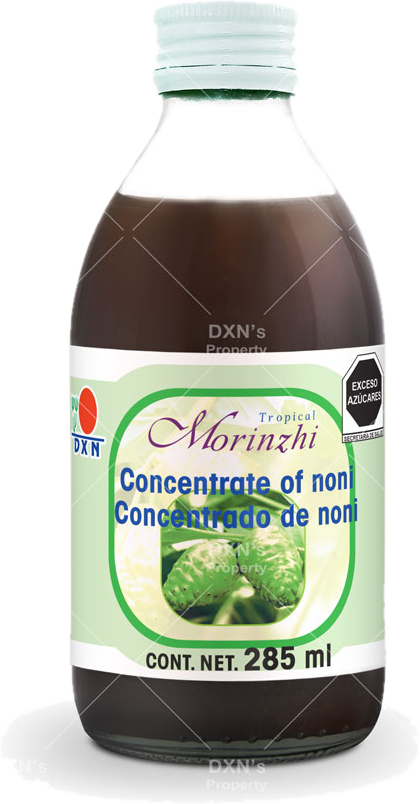 DXN's
Property
EXCESO
AZÚCARES
SECRETARÍA DE SALUD
DXN
Tropical
Morinzhi
Concentrate of noni
Concentrado de noni
DXN's
Property
CONT. NET. 285 ml
DXN's
Property